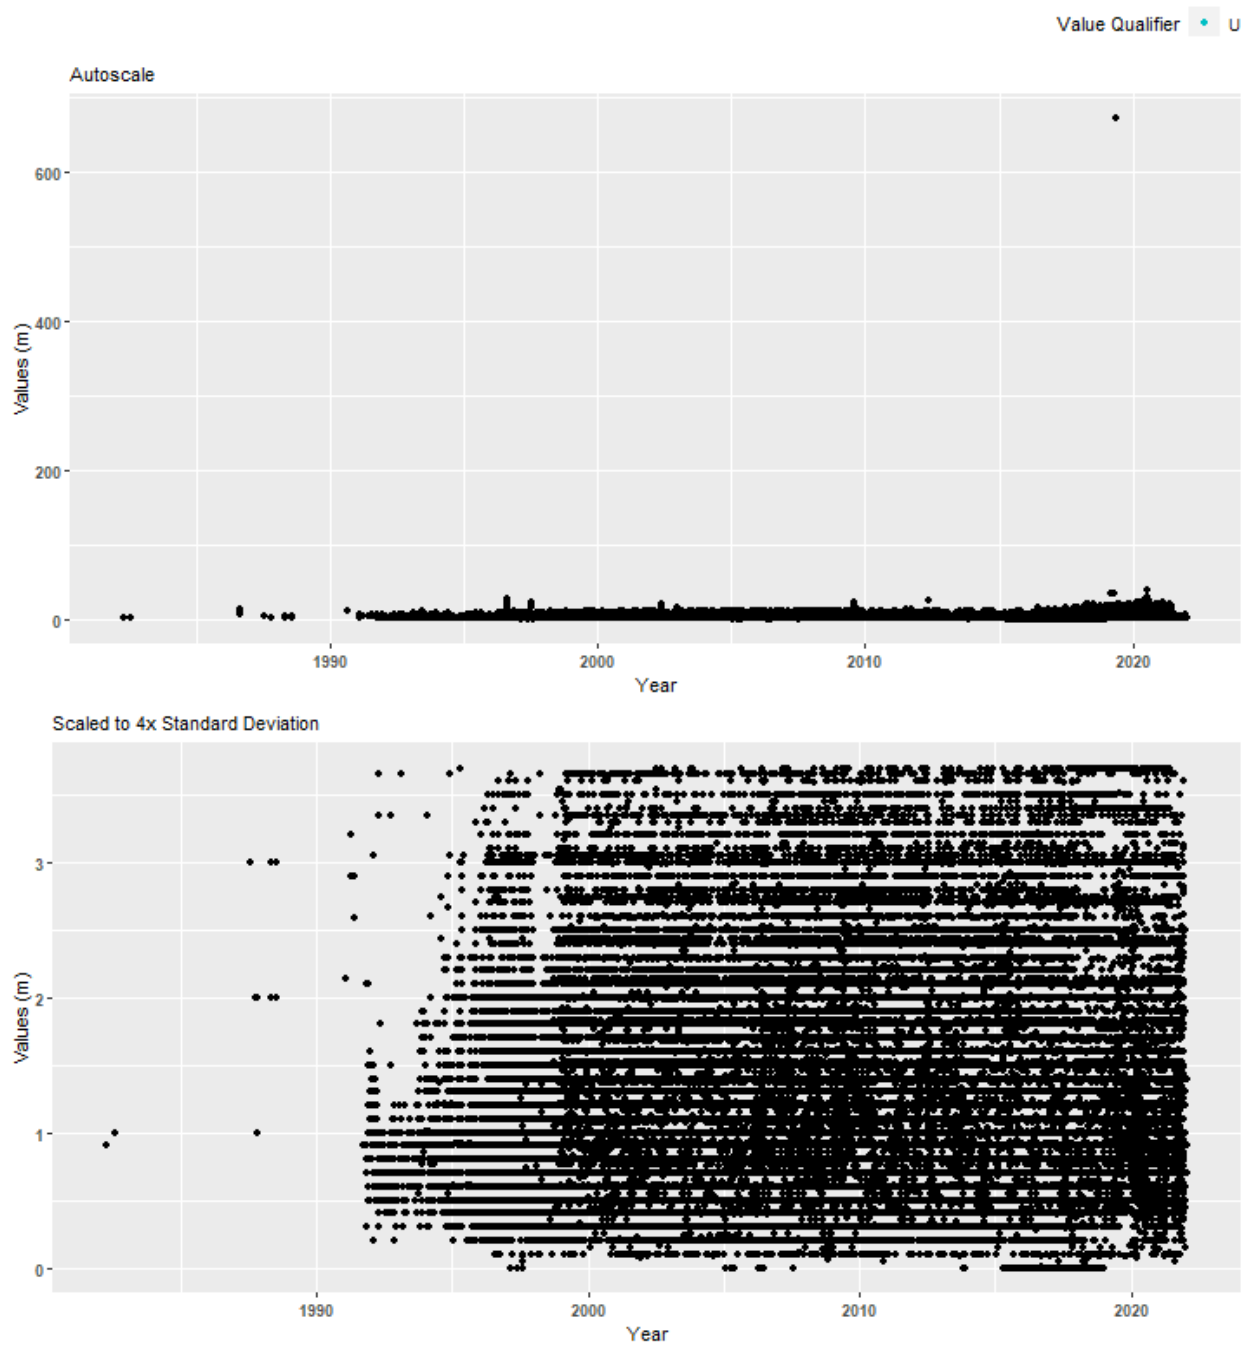 Value Qualifier U
Autoscale
600
400
200
0
Values (m)
1990 2000 2010 2020
Year
Scaled to 4x Standard Deviation
3
2
1
0
Values (m)
1990 2000 2010 2020
Year